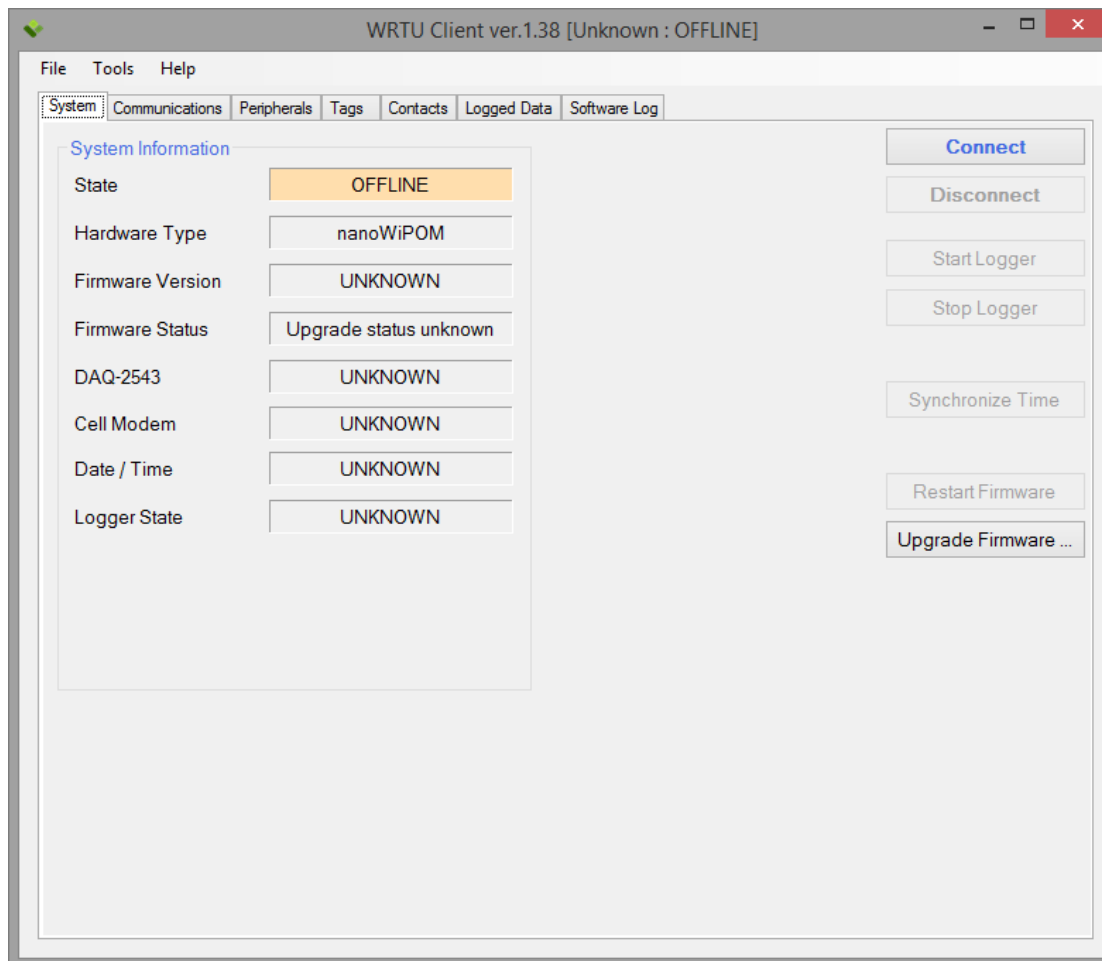 WRTU Client ver.1.38 [Unknown : OFFLINE]
File Tools Help
System Communications Peripherals Tags Contacts Logged Data Software Log
System Information
State OFFLINE
Hardware Type nanoWiPOM
Firmware Version UNKNOWN
Firmware Status Upgrade status unknown
DAQ-2543 UNKNOWN
Cell Modem UNKNOWN
Date / Time UNKNOWN
Logger State UNKNOWN
Connect
Disconnect
Start Logger
Stop Logger
Synchronize Time
Restart Firmware
Upgrade Firmware ...